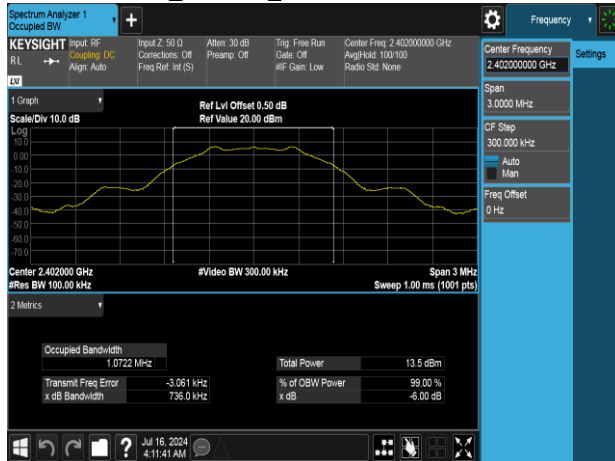 Spectrum Analyzer 1
Occupied BW
Frequency
KEYSIGHT
RL
LXI
Input: RF
Coupling: DC
Align: Auto
Input Z: 50 Ω
Corrections: Off
Freq Ref: Int (S)
Atten: 30 dB
Preamp: Off
Trig: Free Run
Gate: Off
#IF Gain: Low
Center Freq: 2.402000000 GHz
Avg|Hold: 100/100
Radio Std: None
Center Frequency
2.402000000 GHz
Settings
Span
3.0000 MHz
CF Step
300.000 kHz
Auto
Man
Freq Offset
0 Hz
1 Graph
Scale/Div 10.0 dB
Ref Lvl Offset 0.50 dB
Ref Value 20.00 dBm
Log
10.0
0.00
-10.0
-20.0
-30.0
-40.0
-50.0
-60.0
-70.0
Center 2.402000 GHz
#Video BW 300.00 kHz
Span 3 MHz
#Res BW 100.00 kHz
Sweep 1.00 ms (1001 pts)
2 Metrics
Occupied Bandwidth
1.0722 MHz
Total Power 13.5 dBm
Transmit Freq Error -3.061 kHz
% of OBW Power 99.00 %
x dB Bandwidth 736.0 kHz
x dB -6.00 dB
?
Jul 16, 2024
4:11:41 AM